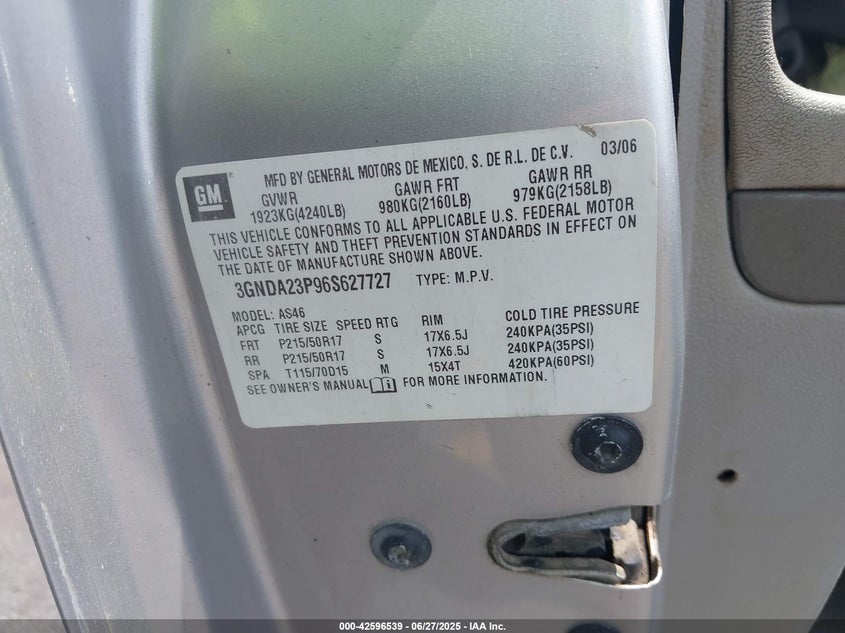 GM
MFD BY GENERAL MOTORS DE MEXICO, S. DE R.L. DE C.V. 03/06
GVWR GAWR FRT GAWR RR
1923KG(4240LB) 980KG(2160LB) 979KG(2158LB)
THIS VEHICLE CONFORMS TO ALL APPLICABLE U.S. FEDERAL MOTOR
VEHICLE SAFETY AND THEFT PREVENTION STANDARDS IN EFFECT ON
THE DATE OF MANUFACTURE SHOWN ABOVE.
3GNDA23P96S627727 TYPE: M.P.V.
MODEL: AS46
APCG TIRE SIZE SPEED RTG RIM COLD TIRE PRESSURE
FRT P215/50R17 S 17X6.5J 240KPA(35PSI)
RR P215/50R17 S 17X6.5J 240KPA(35PSI)
SPA T115/70D15 M 15X4T 420KPA(60PSI)
SEE OWNER'S MANUAL FOR MORE INFORMATION.
000-42596539 / 06/27/2025 - IAA Inc.